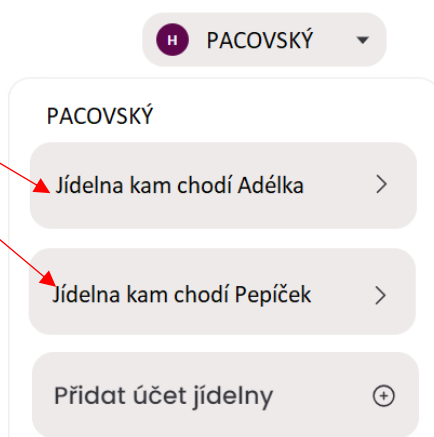 H PACOVSKÝ
PACOVSKÝ
Jídelna kam chodí Adélka
Jídelna kam chodí Pepíček
Přidat účet jídelny